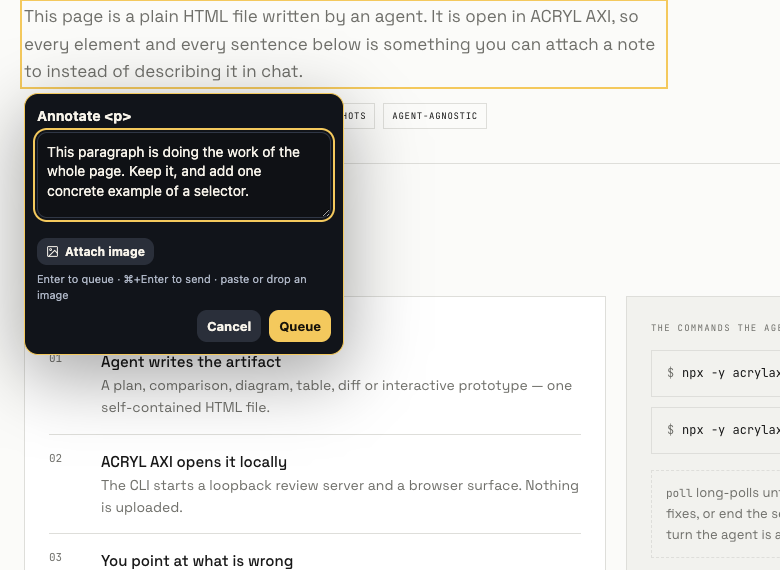 This page is a plain HTML file written by an agent. It is open in ACRYL AXI, so
every element and every sentence below is something you can attach a note
to instead of describing it in chat.
AGENT-AGNOSTIC
Annotate <p>
This paragraph is doing the work of the
whole page. Keep it, and add one
concrete example of a selector.
Attach image
Enter to queue · ⌘+Enter to send · paste or drop an
image
Cancel
Queue
01
Agent writes the artifact
A plan, comparison, diagram, table, diff or interactive prototype — one
self-contained HTML file.
02
ACRYL AXI opens it locally
The CLI starts a loopback review server and a browser surface. Nothing
is uploaded.
03
You point at what is wrong
THE COMMANDS THE
$ npx -y
$ npx -y
poll long-polls
fixes, or end the
turn the agent is